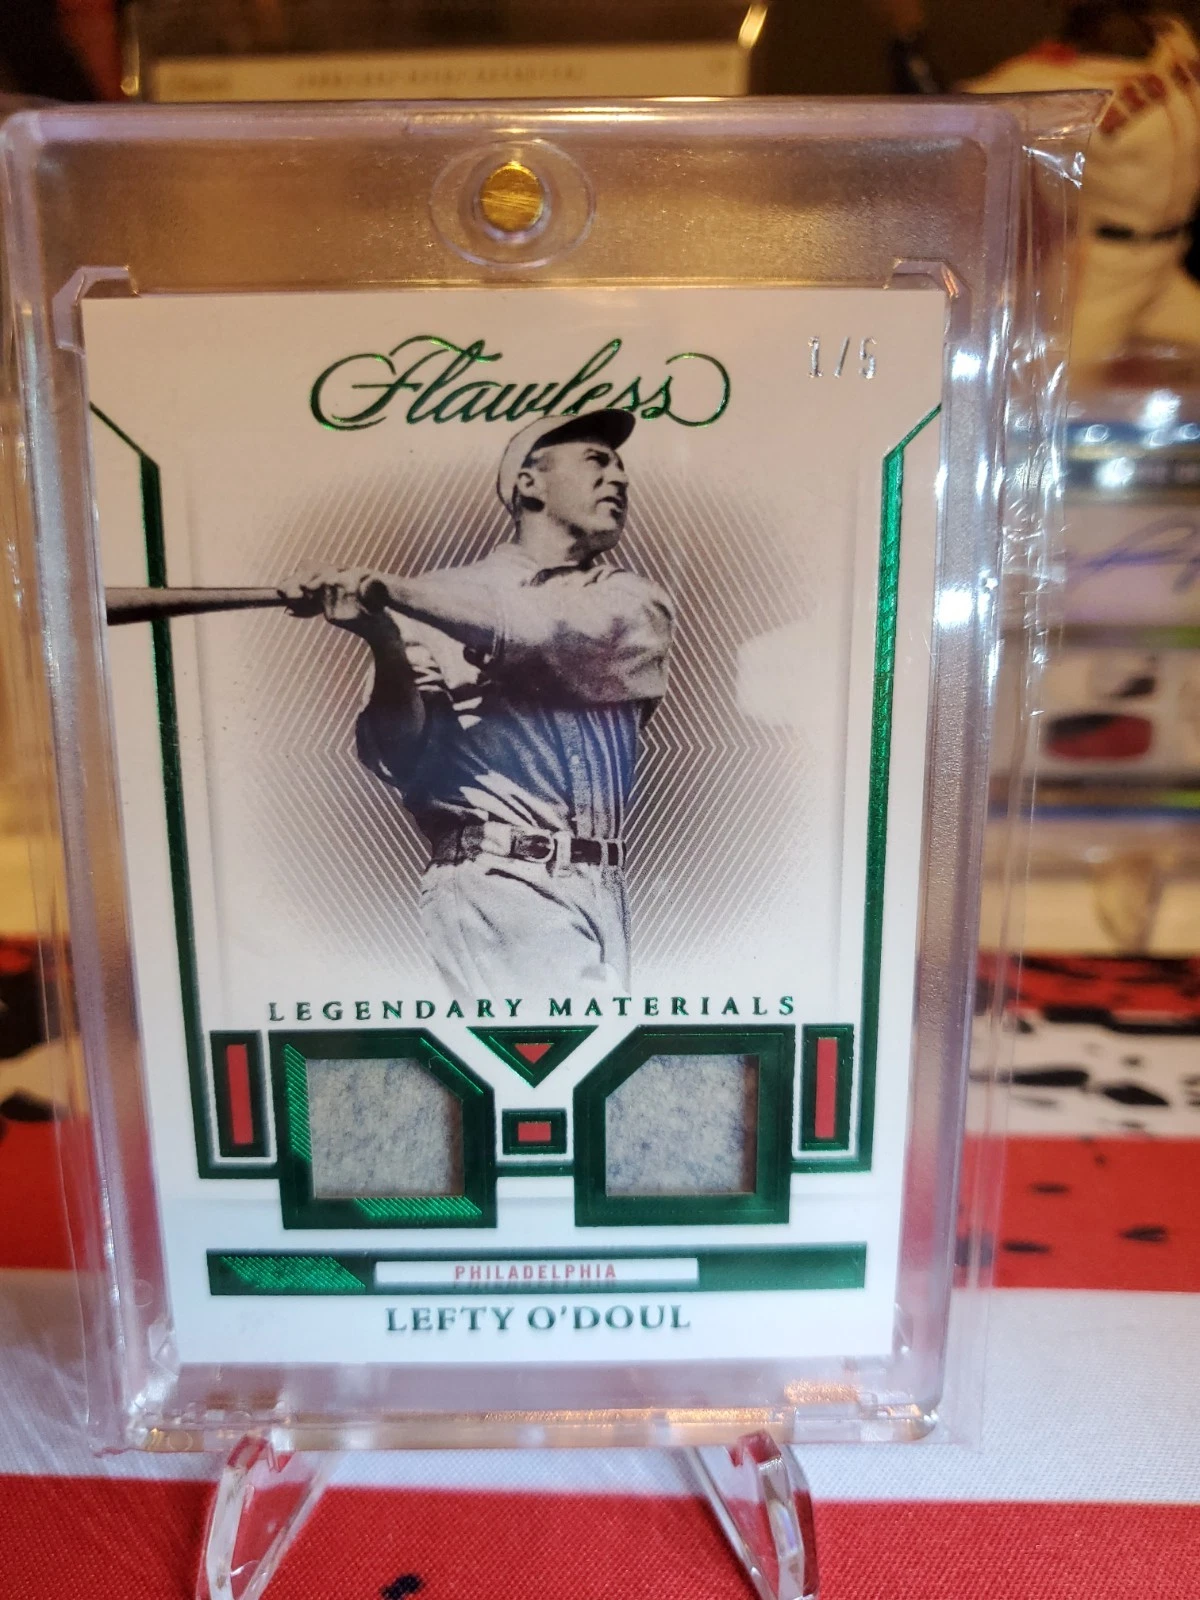 Flawless
1/5
LEGENDARY MATERIALS
PHILADELPHIA
LEFTY O'DOUL